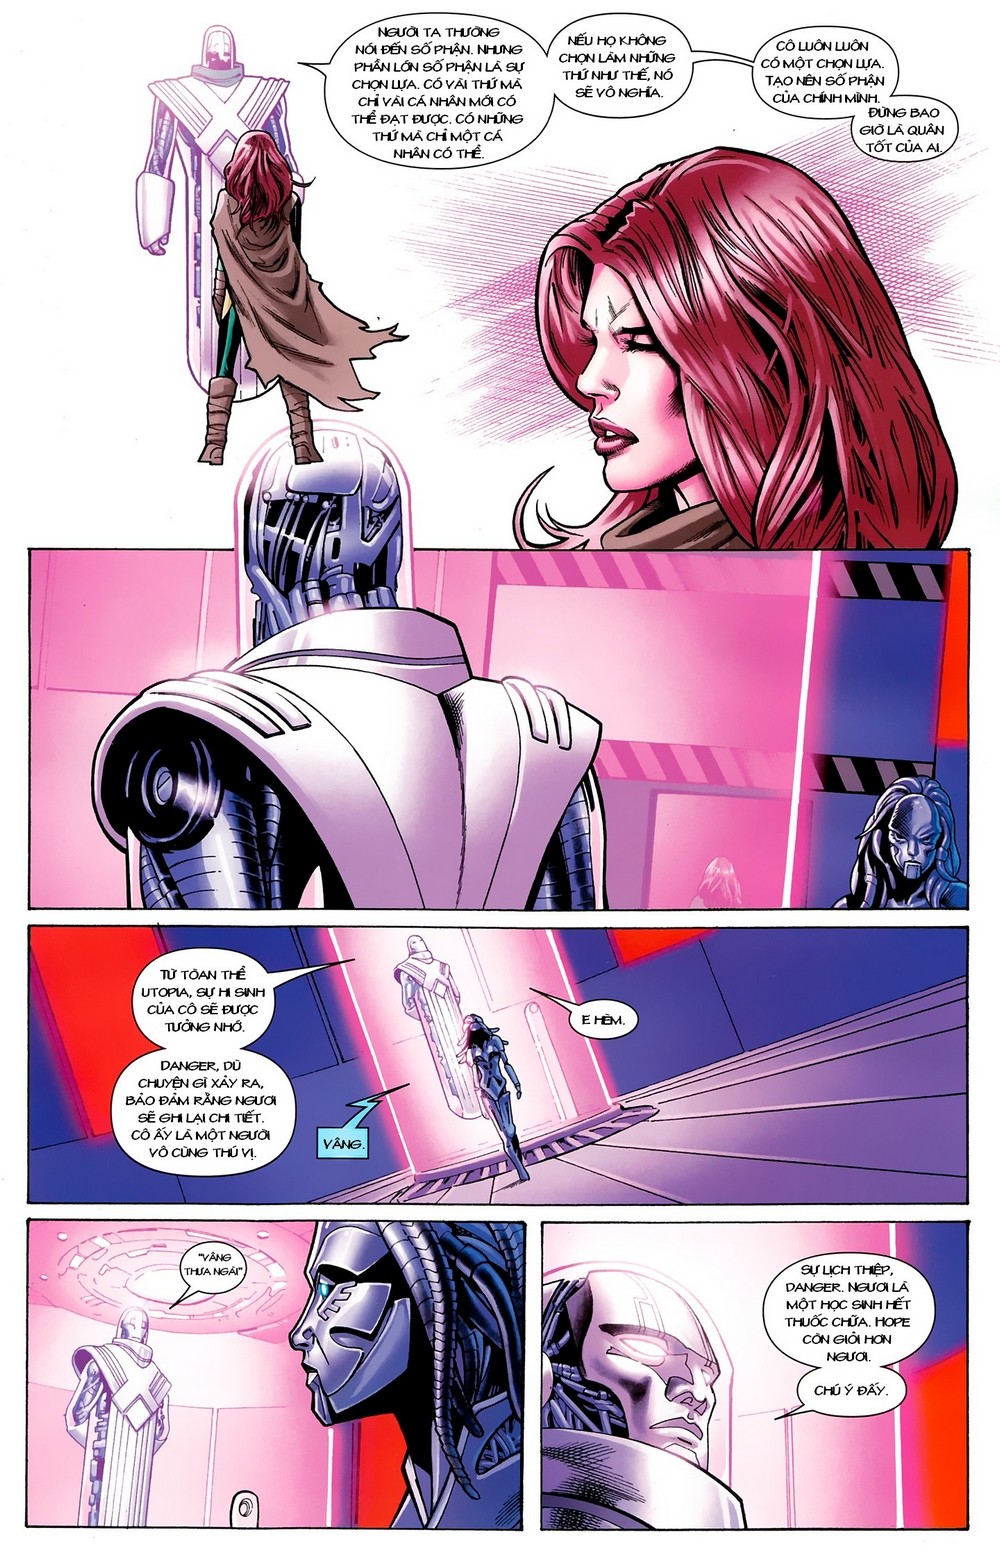 NGƯỜI TA THƯỜNG
NÓI ĐẾN SỐ PHẬN. NHƯNG
PHẦN LỚN SỐ PHẬN LÀ SỰ
CHỌN LỰA. CÓ VÀI THỨ MÀ
CHỈ VÀI CÁ NHÂN MỚI CÓ
THỂ ĐẠT ĐƯỢC. CÓ NHỮNG
THỨ MÀ CHỈ MỘT CÁ
NHÂN CÓ THỂ.
NẾU HỌ KHÔNG
CHỌN LÀM NHỮNG
THỨ NHƯ THẾ, NÓ
SẼ VÔ NGHĨA.
CÔ LUÔN LUÔN
CÓ MỘT CHỌN LỰA.
TẠO NÊN SỐ PHẬN
CỦA CHÍNH MÌNH.
ĐỪNG BAO
GIỜ LÀ QUÂN
TỐT CỦA AI.
TỪ TOÀN THỂ
UTOPIA, SỰ HI SINH
CỦA CÔ SẼ ĐƯỢC
TƯỞNG NHỚ.
E HÈM.
DANGER, DÙ
CHUYỆN GÌ XẢY RA,
BẢO ĐẢM RẰNG NGƯƠI
SẼ GHI LẠI CHI TIẾT.
CÔ ẤY LÀ MỘT NGƯỜI
VÔ CÙNG THÚ VỊ.
VÂNG.
"VÂNG
THƯA NGÀI"
SỰ LỊCH THIỆP,
DANGER. NGƯƠI LÀ
MỘT HỌC SINH HẾT
THUỐC CHỮA. HOPE
CÒN GIỎI HƠN
NGƯƠI.
CHÚ Ý ĐẤY.